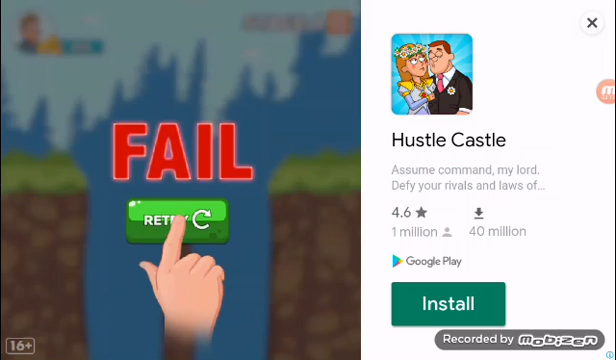 FAIL
RETRY
16+
Hustle Castle
Assume command, my lord.
Defy your rivals and laws of...
4.6
1 million
40 million
Google Play
Install
Recorded by
MOBIZEN